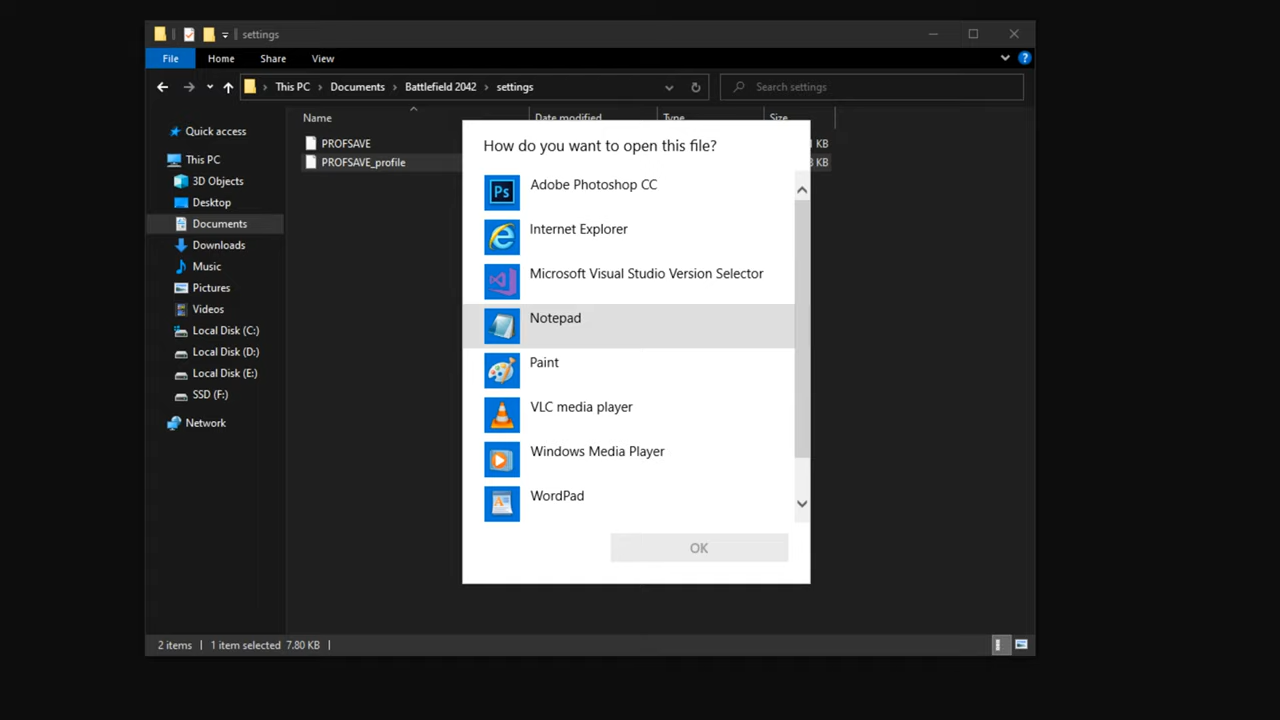 settings
File Home Share View
This PC Documents Battlefield 2042 settings Search settings
Name Date modified Type Size
Quick access
This PC
3D Objects
Desktop
Documents
Downloads
Music
Pictures
Videos
Local Disk (C:)
Local Disk (D:)
Local Disk (E:)
SSD (F:)
Network
PROFSAVE KB
PROFSAVE_profile KB
How do you want to open this file?
Ps Adobe Photoshop CC
Internet Explorer
Microsoft Visual Studio Version Selector
Notepad
Paint
VLC media player
Windows Media Player
WordPad
OK
2 items 1 item selected 7.80 KB